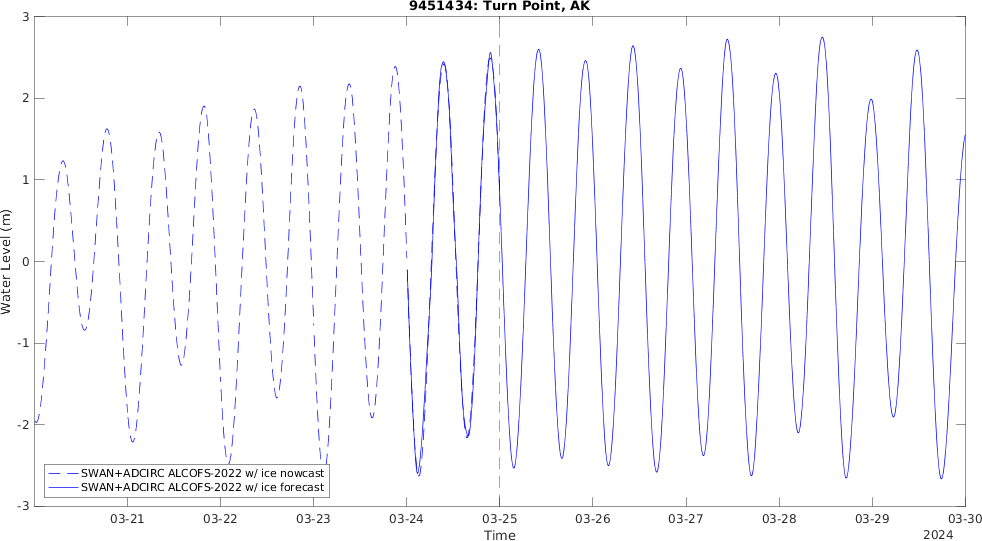 9451434: Turn Point, AK
Water Level (m)
3
2
1
0
-1
-2
-3
SWAN+ADCIRC ALCOFS-2022 w/ ice nowcast
SWAN+ADCIRC ALCOFS-2022 w/ ice forecast
03-21 03-22 03-23 03-24 03-25 03-26 03-27 03-28 03-29 03-30
Time
2024